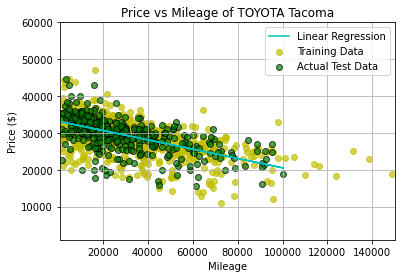 Price vs Mileage of TOYOTA Tacoma
60000
50000
40000
30000
20000
10000
Price ($)
Linear Regression
Training Data
Actual Test Data
20000 40000 60000 80000 100000 120000 140000
Mileage